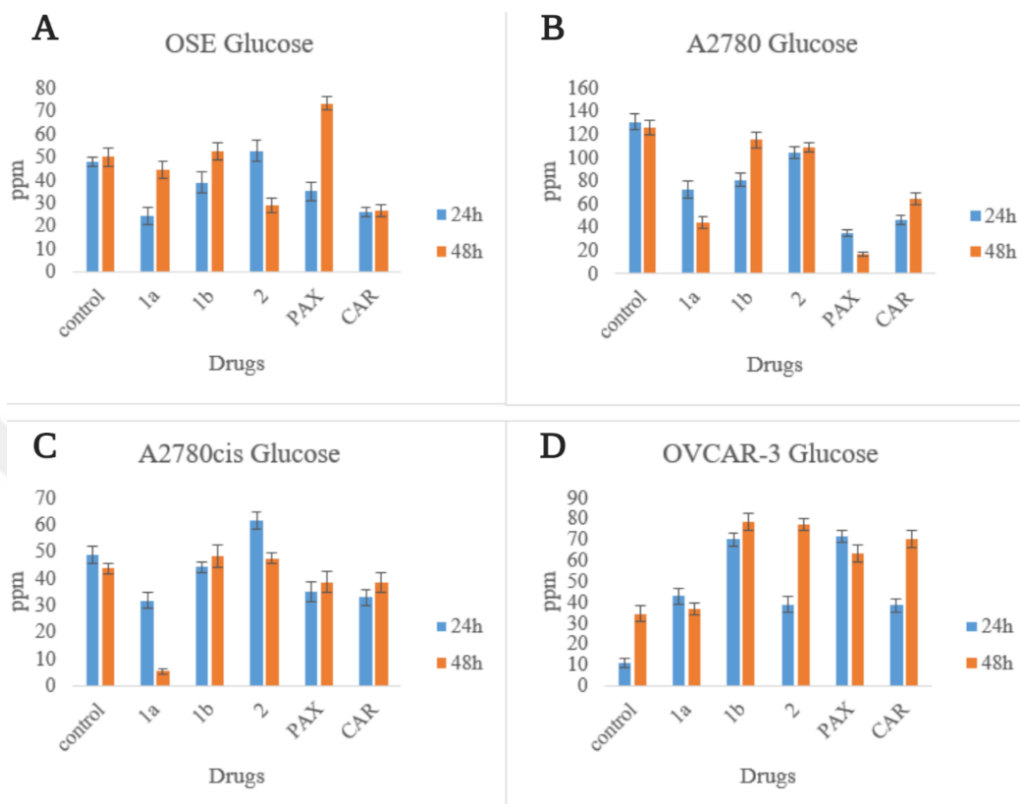 A
OSE Glucose
80
70
60
50
40
30
20
10
0
ppm
control
1a
1b
2
PAX
CAR
Drugs
24h
48h
B
A2780 Glucose
160
140
120
100
80
60
40
20
0
ppm
control
1a
1b
2
PAX
CAR
Drugs
24h
48h
C
A2780cis Glucose
70
60
50
40
30
20
10
0
ppm
control
1a
1b
2
PAX
CAR
Drugs
24h
48h
D
OVCAR-3 Glucose
90
80
70
60
50
40
30
20
10
0
ppm
control
1a
1b
2
PAX
CAR
Drugs
24h
48h